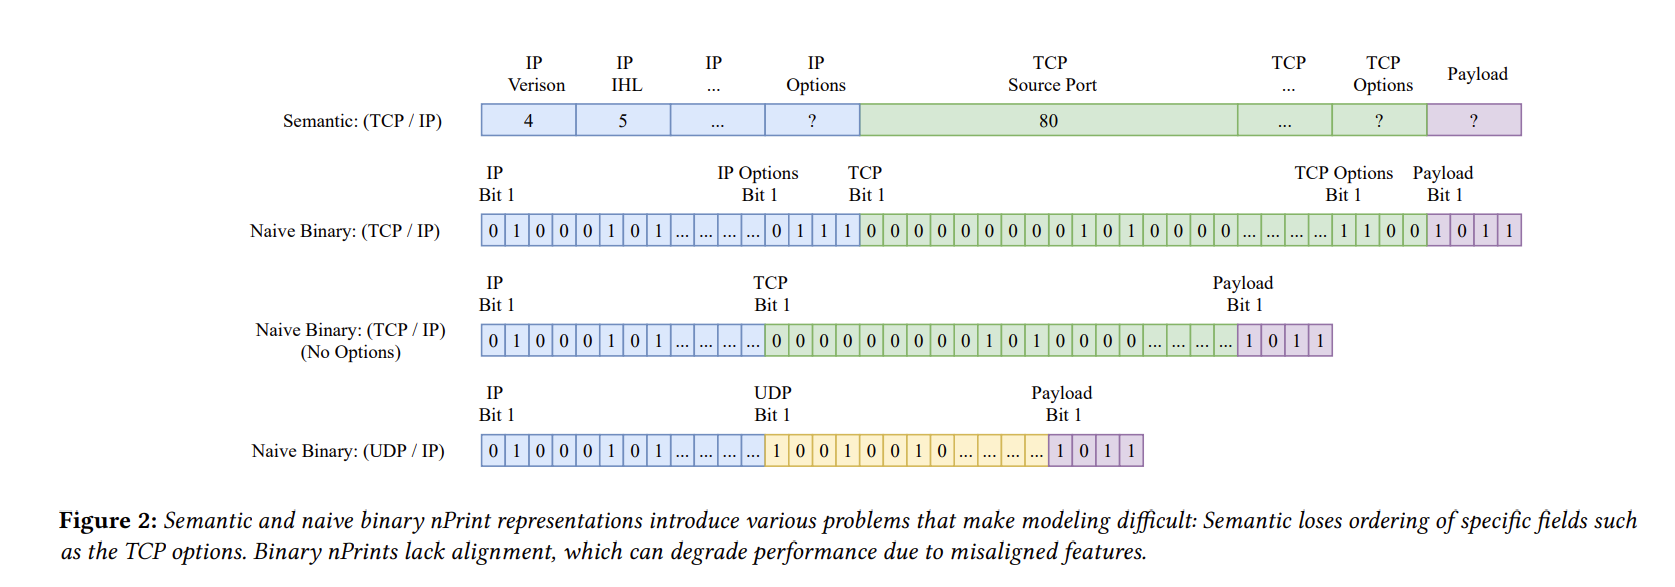 IP IP IP IP TCP TCP TCP Payload
Verison IHL ... Options Source Port ... Options
Semantic: (TCP / IP) 4 5 ... ? 80 ... ? ?
IP IP Options TCP TCP Options Payload
Bit 1 Bit 1 Bit 1 Bit 1 Bit 1
Naive Binary: (TCP / IP) 0 1 0 0 0 1 0 1 ... ... ... ... 0 1 1 1 0 0 0 0 0 0 0 0 0 1 0 1 0 0 0 0 ... ... ... ... 1 1 0 0 1 0 1 1
IP TCP Payload
Bit 1 Bit 1 Bit 1
Naive Binary: (TCP / IP) 0 1 0 0 0 1 0 1 ... ... ... ... 0 0 0 0 0 0 0 0 0 1 0 1 0 0 0 0 ... ... ... ... 1 0 1 1
(No Options)
IP UDP Payload
Bit 1 Bit 1 Bit 1
Naive Binary: (UDP / IP) 0 1 0 0 0 1 0 1 ... ... ... ... 1 0 0 1 0 0 1 0 ... ... ... ... 1 0 1 1
Figure 2: Semantic and naive binary nPrint representations introduce various problems that make modeling difficult: Semantic loses ordering of specific fields such
as the TCP options. Binary nPrints lack alignment, which can degrade performance due to misaligned features.